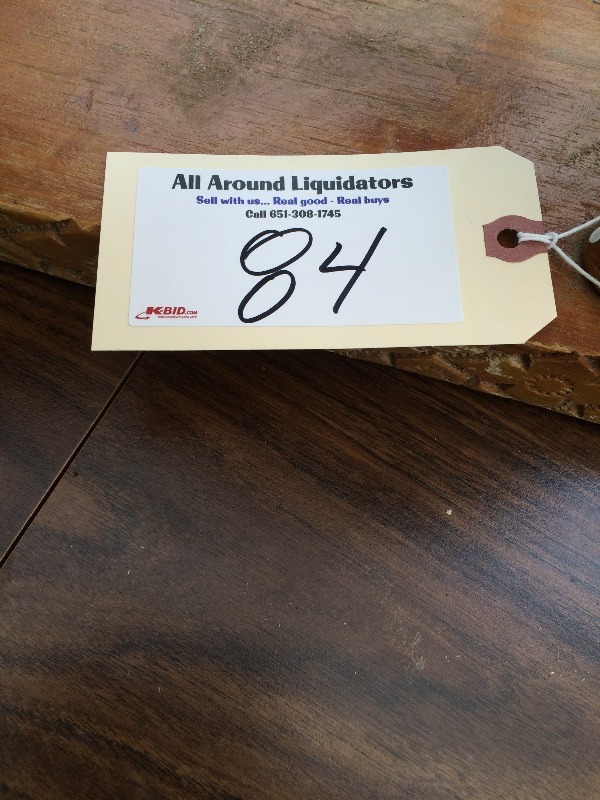 All Around Liquidators
Sell with us... Real good - Real buys
Call 651-308-1745
84
K-BID.COM